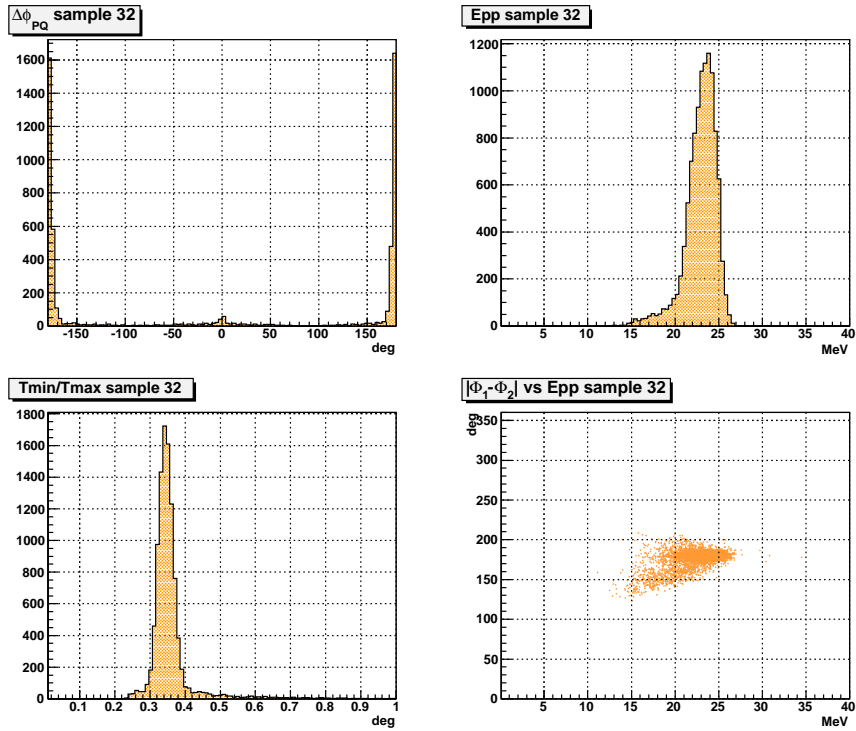 Δϕ_PQ sample 32
1600
1400
1200
1000
800
600
400
200
0
-150 -100 -50 0 50 100 150
deg
Epp sample 32
1200
1000
800
600
400
200
0
5 10 15 20 25 30 35 40
MeV
Tmin/Tmax sample 32
1800
1600
1400
1200
1000
800
600
400
200
0
0.1 0.2 0.3 0.4 0.5 0.6 0.7 0.8 0.9 1
deg
|Φ_1-Φ_2| vs Epp sample 32
deg
350
300
250
200
150
100
50
0
5 10 15 20 25 30 35 40
MeV